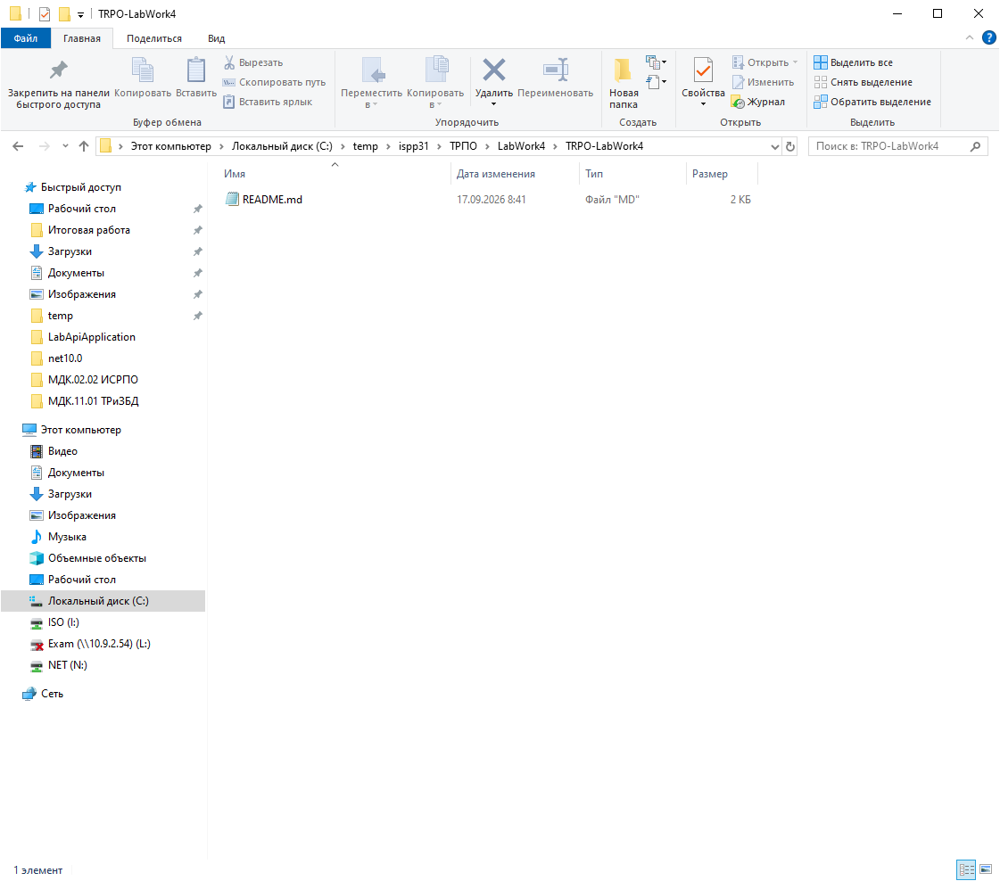 TRPO-LabWork4
Файл Главная Поделиться Вид
Закрепить на панели быстрого доступа
Копировать
Вставить
Вырезать
Скопировать путь
Вставить ярлык
Буфер обмена
Переместить в
Копировать в
Удалить
Переименовать
Упорядочить
Новая папка
Создать
Свойства
Открыть
Изменить
Журнал
Открыть
Выделить все
Снять выделение
Обратить выделение
Выделить
Этот компьютер Локальный диск (C:) temp ispp31 ТРПО LabWork4 TRPO-LabWork4
Поиск в: TRPO-LabWork4
Быстрый доступ
Рабочий стол
Итоговая работа
Загрузки
Документы
Изображения
temp
LabApiApplication
net10.0
МДК.02.02 ИСРПО
МДК.11.01 ТРиЗБД
Этот компьютер
Видео
Документы
Загрузки
Изображения
Музыка
Объемные объекты
Рабочий стол
Локальный диск (C:)
ISO (I:)
Exam (\\10.9.2.54) (L:)
NET (N:)
Сеть
Имя Дата изменения Тип Размер
README.md 17.09.2026 8:41 Файл "MD" 2 КБ
1 элемент